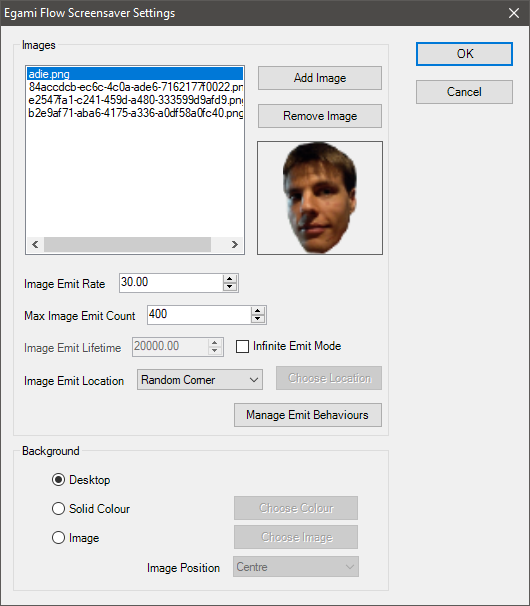 Egami Flow Screensaver Settings
Images
adie.png
84accdcb-ec6c-4c0a-ade6-7162177f0022.pn
e2547fa1-c241-459d-a480-333599d9afd9.pn
b2e9af71-aba6-4175-a336-a0df58a0fc40.png
Add Image
Remove Image
OK
Cancel
Image Emit Rate 30.00
Max Image Emit Count 400
Image Emit Lifetime 20000.00 Infinite Emit Mode
Image Emit Location Random Corner Choose Location
Manage Emit Behaviours
Background
Desktop
Solid Colour Choose Colour
Image Choose Image
Image Position Centre